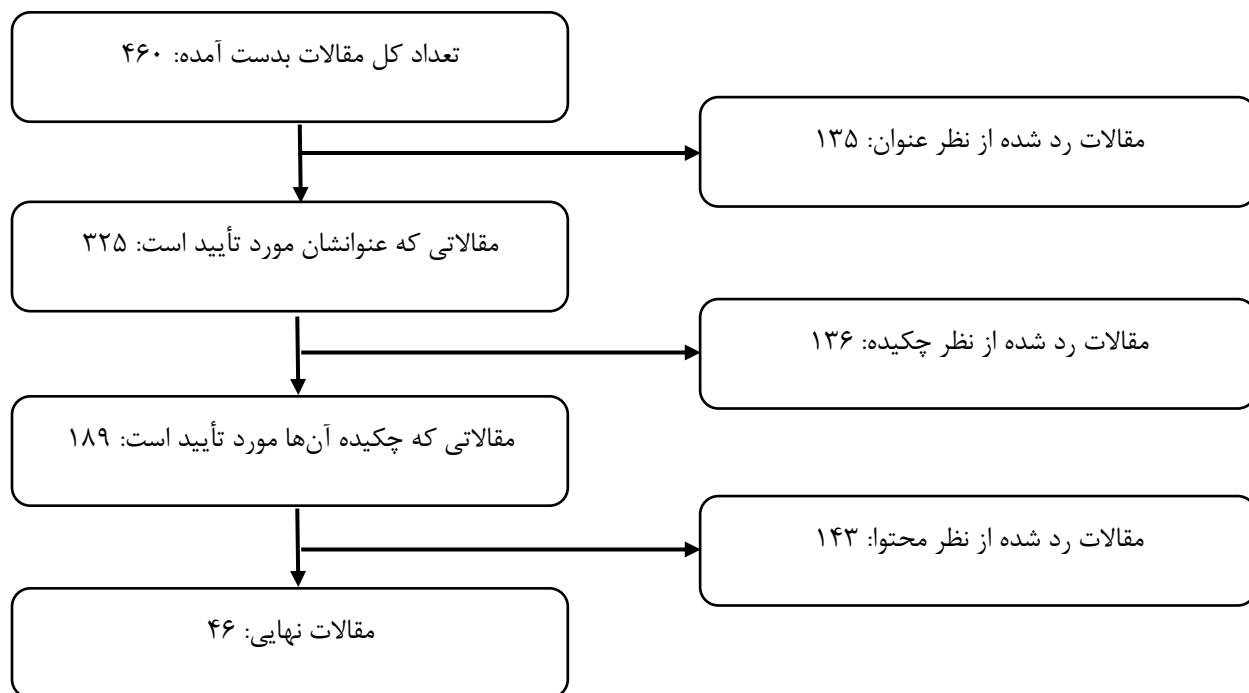 تعداد کل مقالات بدست آمده: ۴۶۰
مقالات رد شده از نظر عنوان: ۱۳۵
مقالاتی که عنوانشان مورد تأیید است: ۳۲۵
مقالات رد شده از نظر چکیده: ۱۳۶
مقالاتی که چکیده آن‌ها مورد تأیید است: ۱۸۹
مقالات رد شده از نظر محتوا: ۱۴۳
مقالات نهایی: ۴۶